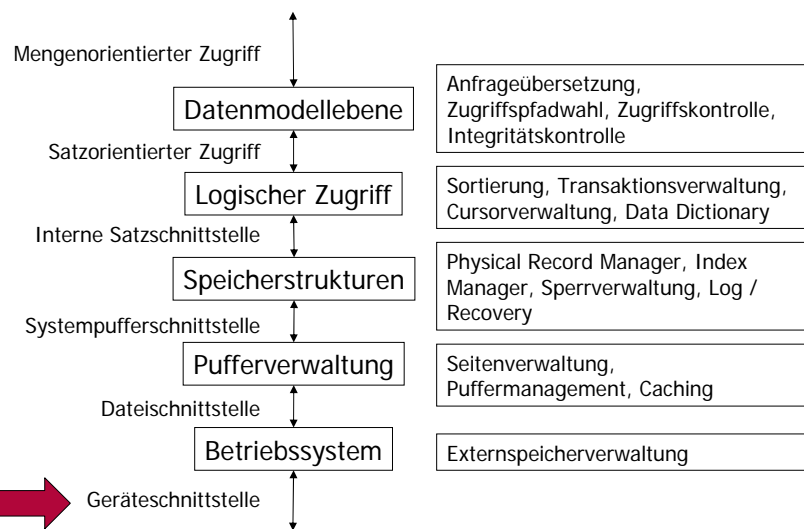 Mengenorientierter Zugriff
Datenmodellebene
Anfrageübersetzung,
Zugriffspfadwahl, Zugriffskontrolle,
Integritätskontrolle
Satzorientierter Zugriff
Logischer Zugriff
Sortierung, Transaktionsverwaltung,
Cursorverwaltung, Data Dictionary
Interne Satzschnittstelle
Speicherstrukturen
Physical Record Manager, Index
Manager, Sperrverwaltung, Log /
Recovery
Systempufferschnittstelle
Pufferverwaltung
Seitenverwaltung,
Puffermanagement, Caching
Dateischnittstelle
Betriebssystem
Externspeicherverwaltung
Geräteschnittstelle